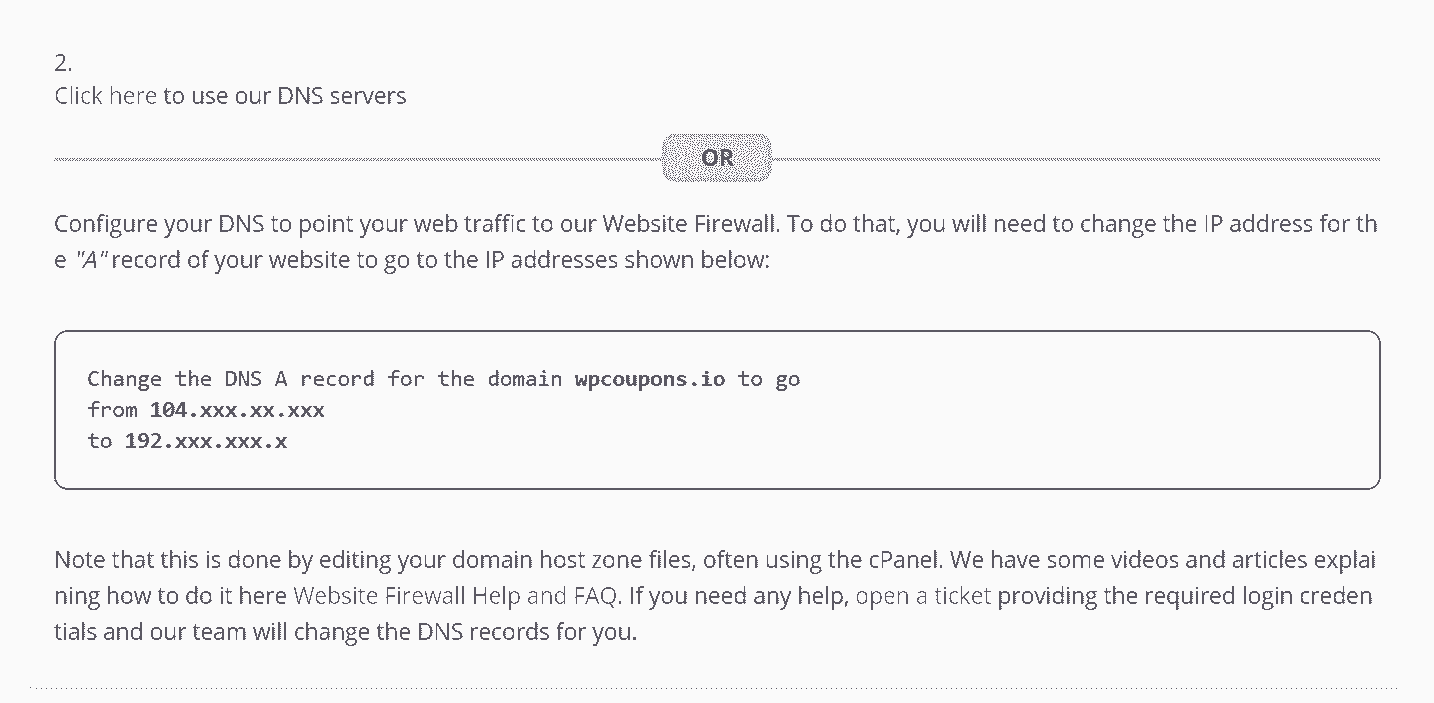 2.
Click here to use our DNS servers
OR
Configure your DNS to point your web traffic to our Website Firewall. To do that, you will need to change the IP address for th
e "A" record of your website to go to the IP addresses shown below:
Change the DNS A record for the domain wpcoupons.io to go
from 104.xxx.xx.xxx
to 192.xxx.xxx.x
Note that this is done by editing your domain host zone files, often using the cPanel. We have some videos and articles explai
ning how to do it here Website Firewall Help and FAQ. If you need any help, open a ticket providing the required login creden
tials and our team will change the DNS records for you.